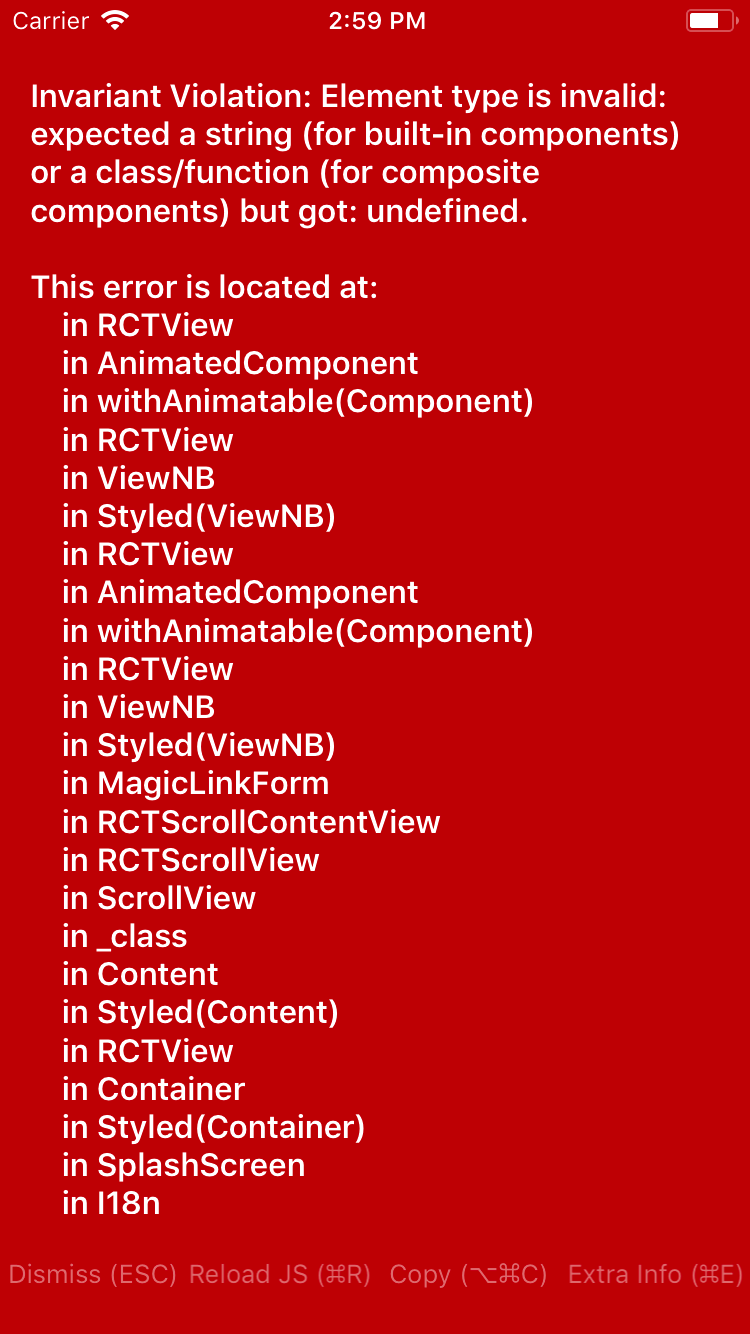 Carrier 2:59 PM
Invariant Violation: Element type is invalid:
expected a string (for built-in components)
or a class/function (for composite
components) but got: undefined.
This error is located at:
in RCTView
in AnimatedComponent
in withAnimatable(Component)
in RCTView
in ViewNB
in Styled(ViewNB)
in RCTView
in AnimatedComponent
in withAnimatable(Component)
in RCTView
in ViewNB
in Styled(ViewNB)
in MagicLinkForm
in RCTScrollContentView
in RCTScrollView
in ScrollView
in _class
in Content
in Styled(Content)
in RCTView
in Container
in Styled(Container)
in SplashScreen
in I18n
Dismiss (ESC) Reload JS (⌘R) Copy (⌥⌘C) Extra Info (⌘E)